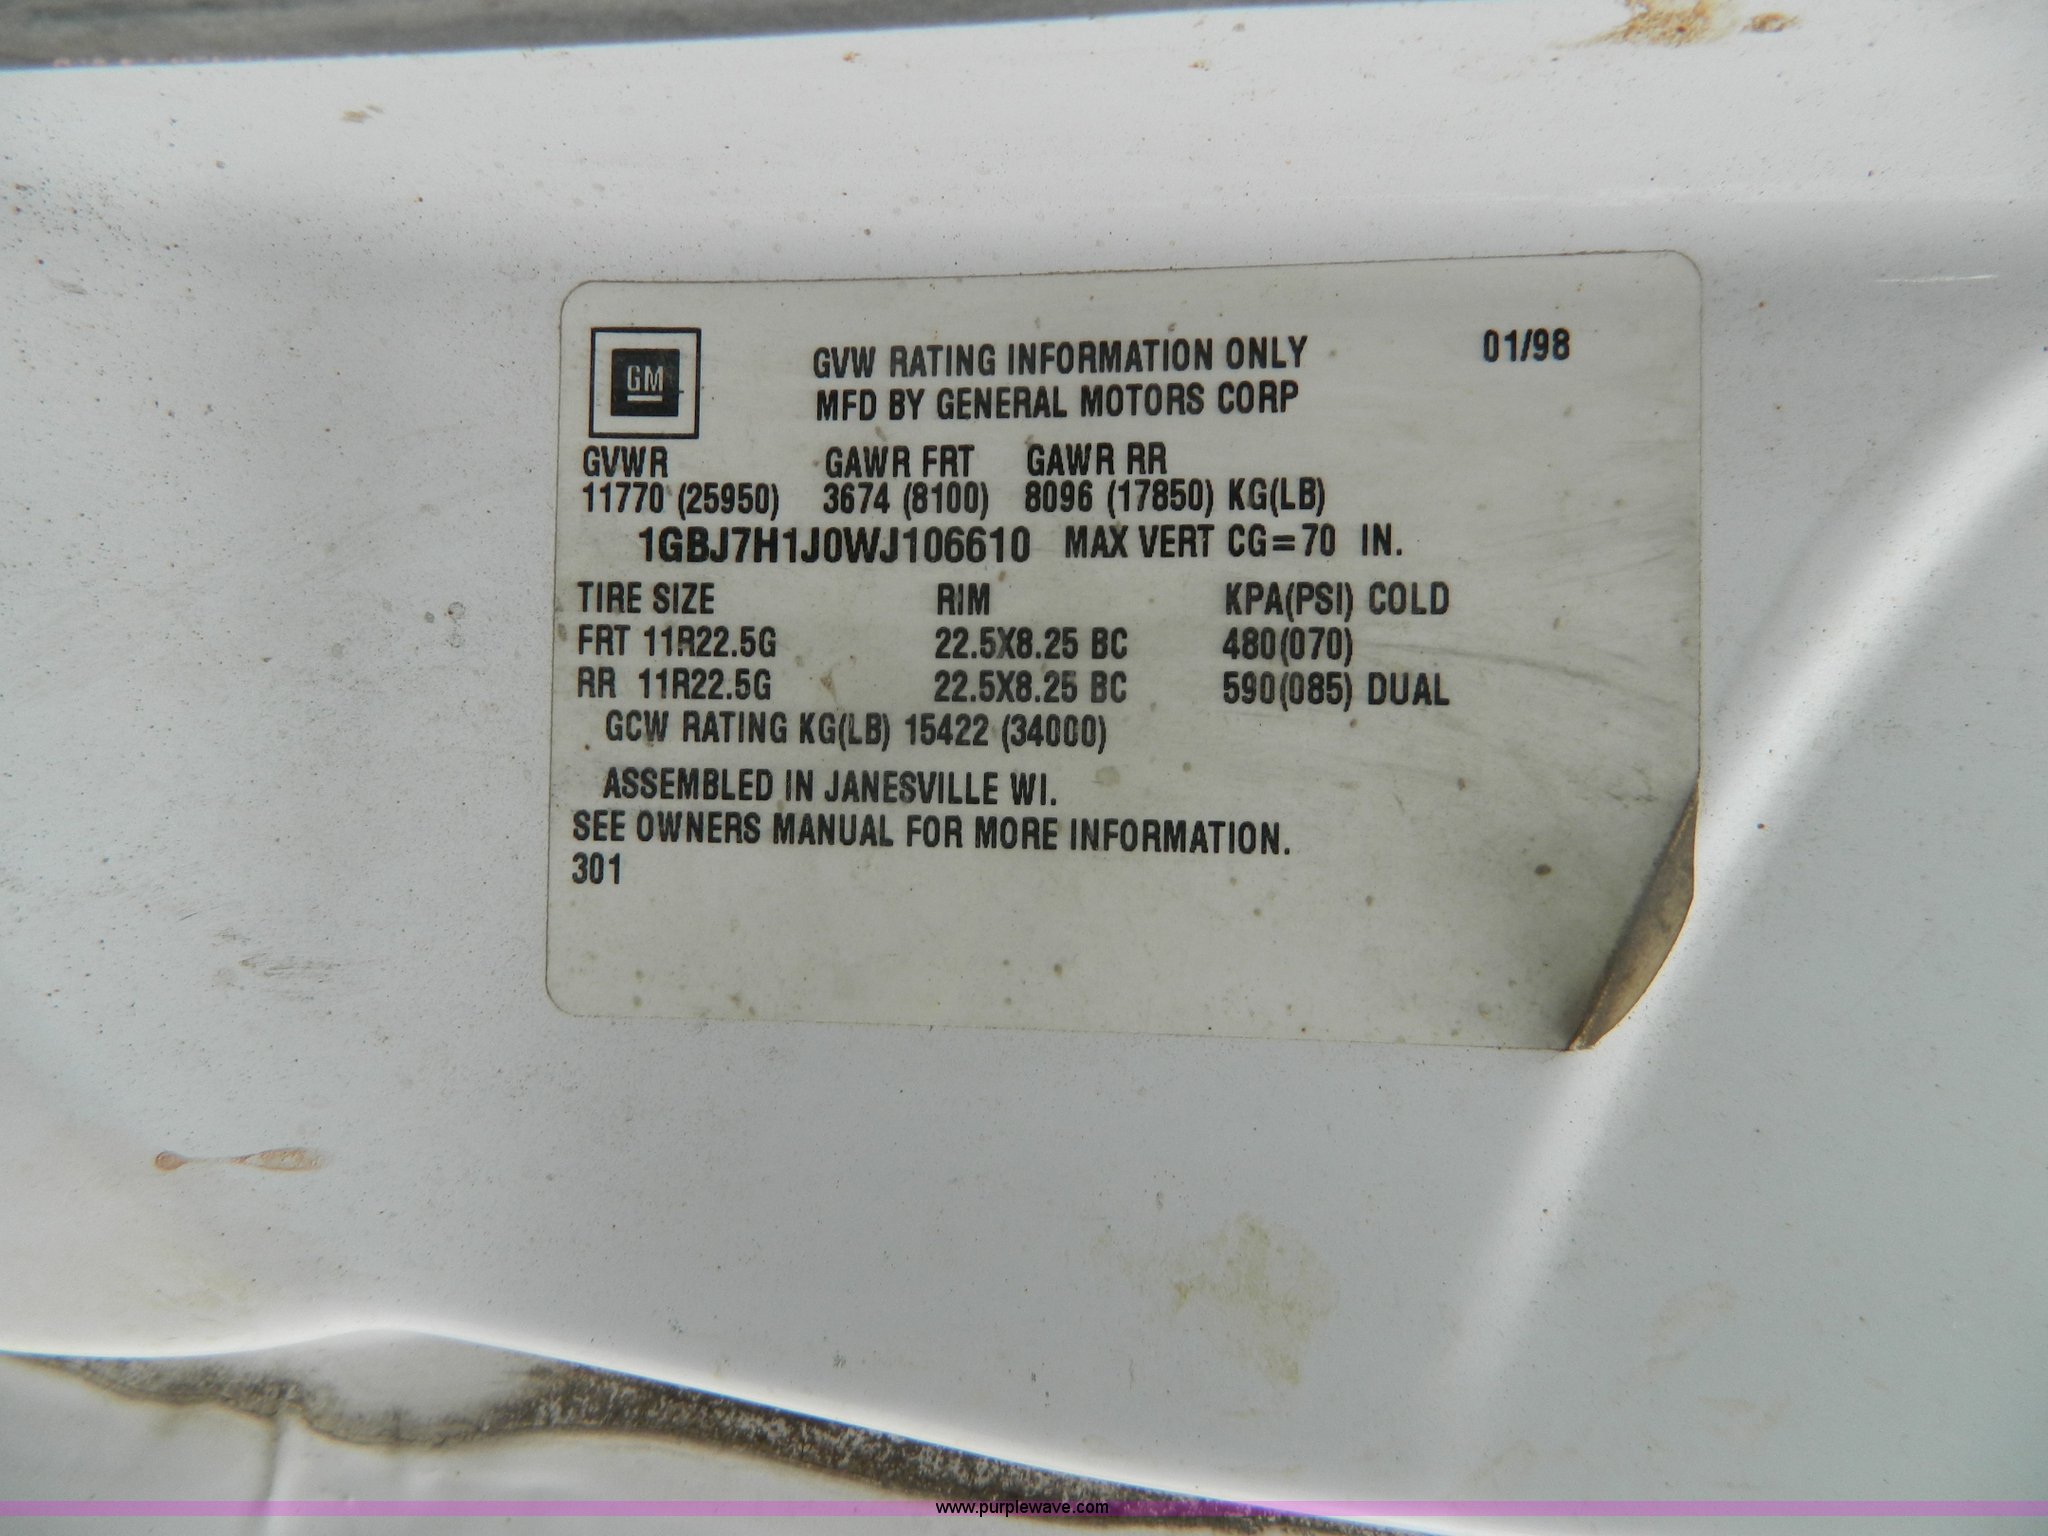 GM
GVW RATING INFORMATION ONLY 01/98
MFD BY GENERAL MOTORS CORP
GVWR GAWR FRT GAWR RR
11770 (25950) 3674 (8100) 8096 (17850) KG(LB)
1GBJ7H1J0WJ106610 MAX VERT CG=70 IN.
TIRE SIZE RIM KPA(PSI) COLD
FRT 11R22.5G 22.5X8.25 BC 480(070)
RR 11R22.5G 22.5X8.25 BC 590(085) DUAL
GCW RATING KG(LB) 15422 (34000)
ASSEMBLED IN JANESVILLE WI.
SEE OWNERS MANUAL FOR MORE INFORMATION.
301
www.purplewave.com